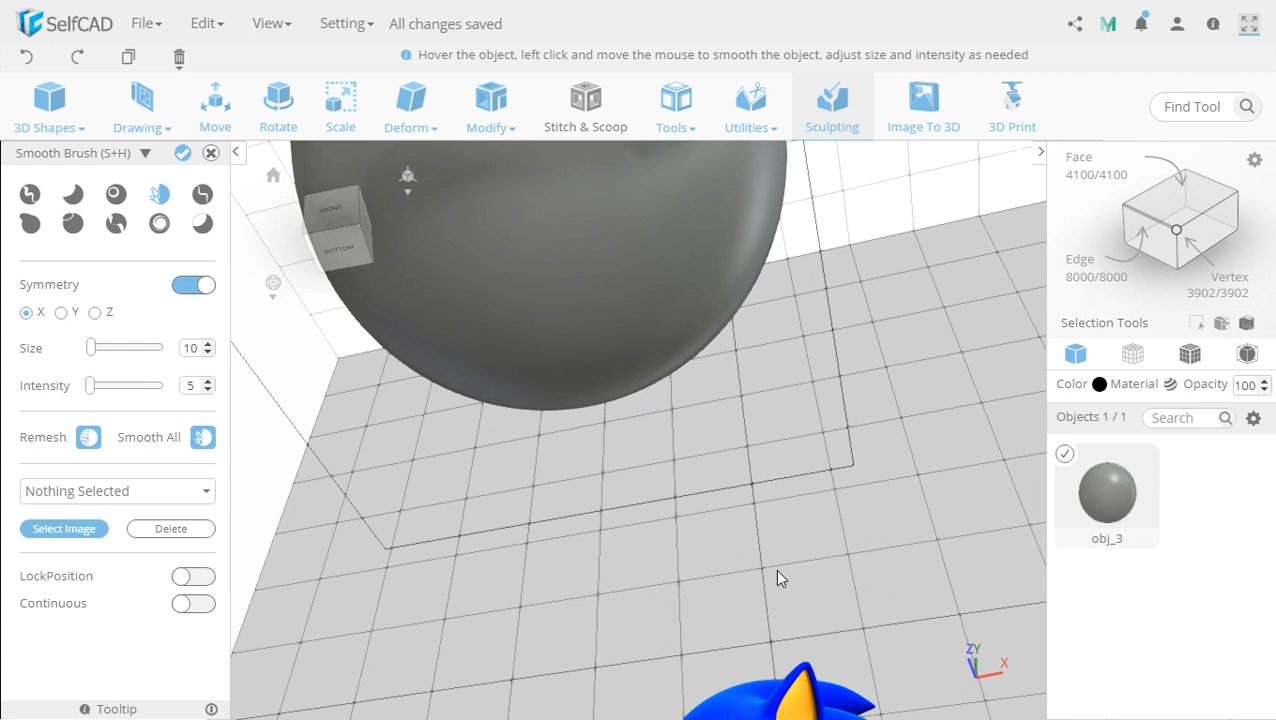 SelfCAD File Edit View Setting All changes saved
Hover the object, left click and move the mouse to smooth the object, adjust size and intensity as needed
3D Shapes Drawing Move Rotate Scale Deform Modify Stitch & Scoop Tools Utilities Sculpting Image To 3D 3D Print Find Tool
Smooth Brush (S+H)
Symmetry
X Y Z
Size 10
Intensity 5
Remesh Smooth All
Nothing Selected
Select Image Delete
LockPosition
Continuous
Tooltip
FRONT
BOTTOM
ZY
X
Face
4100/4100
Edge
8000/8000
Vertex
3902/3902
Selection Tools
Color Material Opacity 100
Objects 1 / 1 Search
obj_3